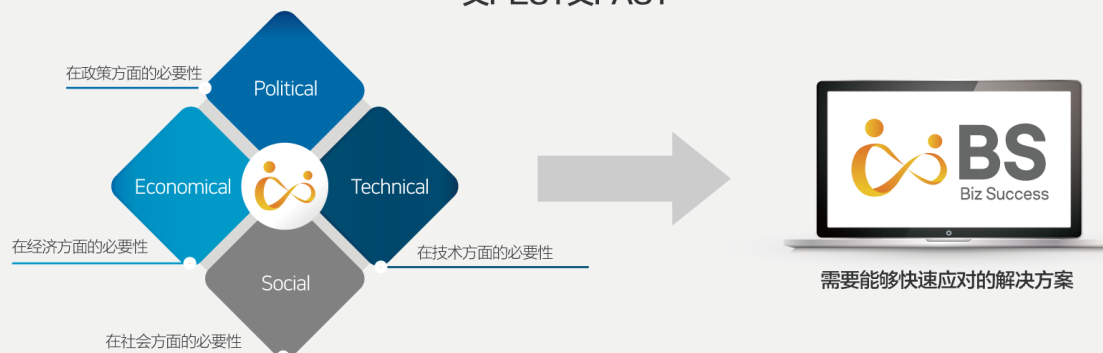 在政策方面的必要性
Political
Economical
Technical
BS
Biz Success
在经济方面的必要性
在技术方面的必要性
Social
需要能够快速应对的解决方案
在社会方面的必要性